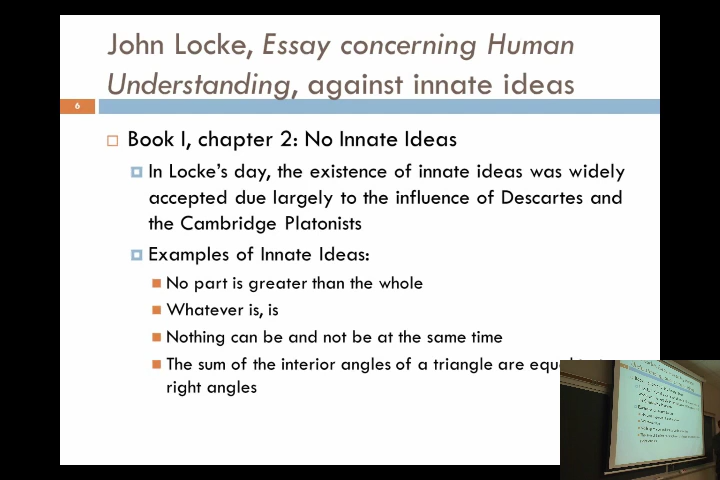 John Locke, Essay concerning Human
Understanding, against innate ideas
6
Book I, chapter 2: No Innate Ideas
In Locke's day, the existence of innate ideas was widely
accepted due largely to the influence of Descartes and
the Cambridge Platonists
Examples of Innate Ideas:
No part is greater than the whole
Whatever is, is
Nothing can be and not be at the same time
The sum of the interior angles of a triangle are
right angles